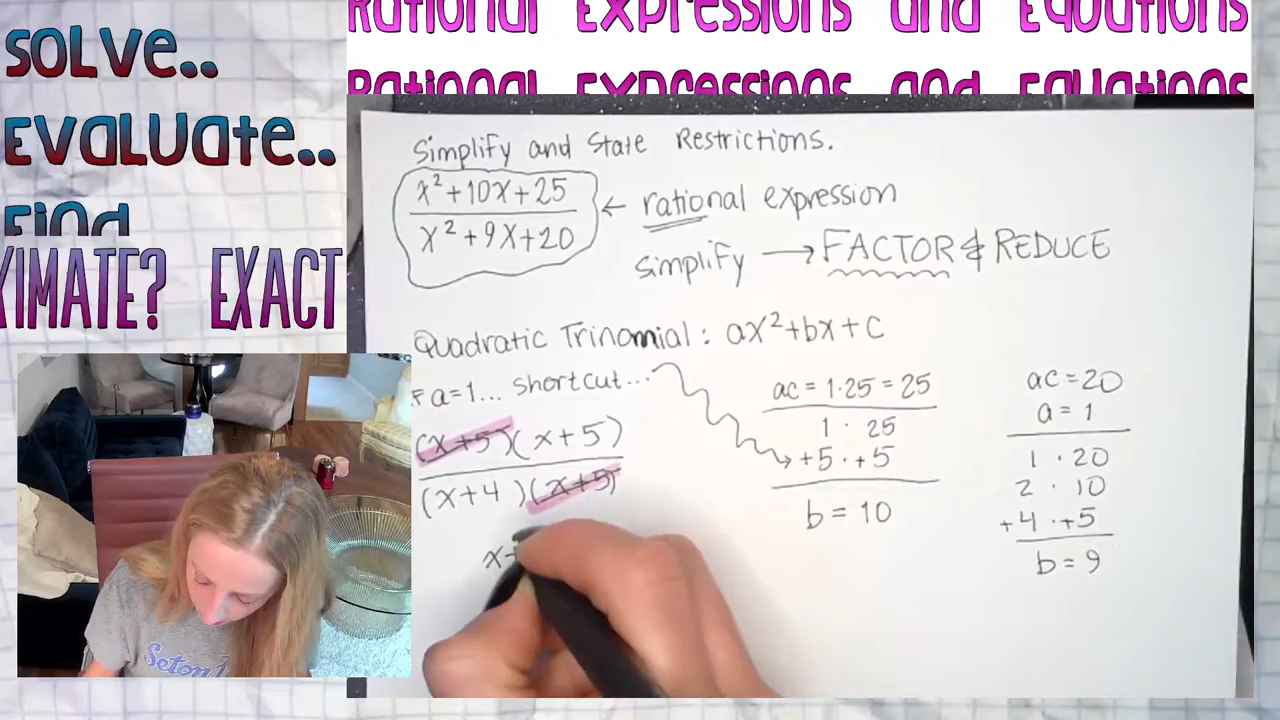 Rational Expressions and Equations
Rational Expressions and Equations
SOLVE..
EVALUATE..
FIND
XIMATE? EXACT
Simplify and State Restrictions.
x²+10x+25
x²+9x+20
← rational expression
simplify → FACTOR & REDUCE
Quadratic Trinomial: ax²+bx+c
F a=1... shortcut...
(x+5)(x+5)
(x+4)(x+5)
x+
ac = 1·25 = 25
1 · 25
+5 · +5
b = 10
ac = 20
a = 1
1 · 20
2 · 10
+4 · +5
b = 9
Seton